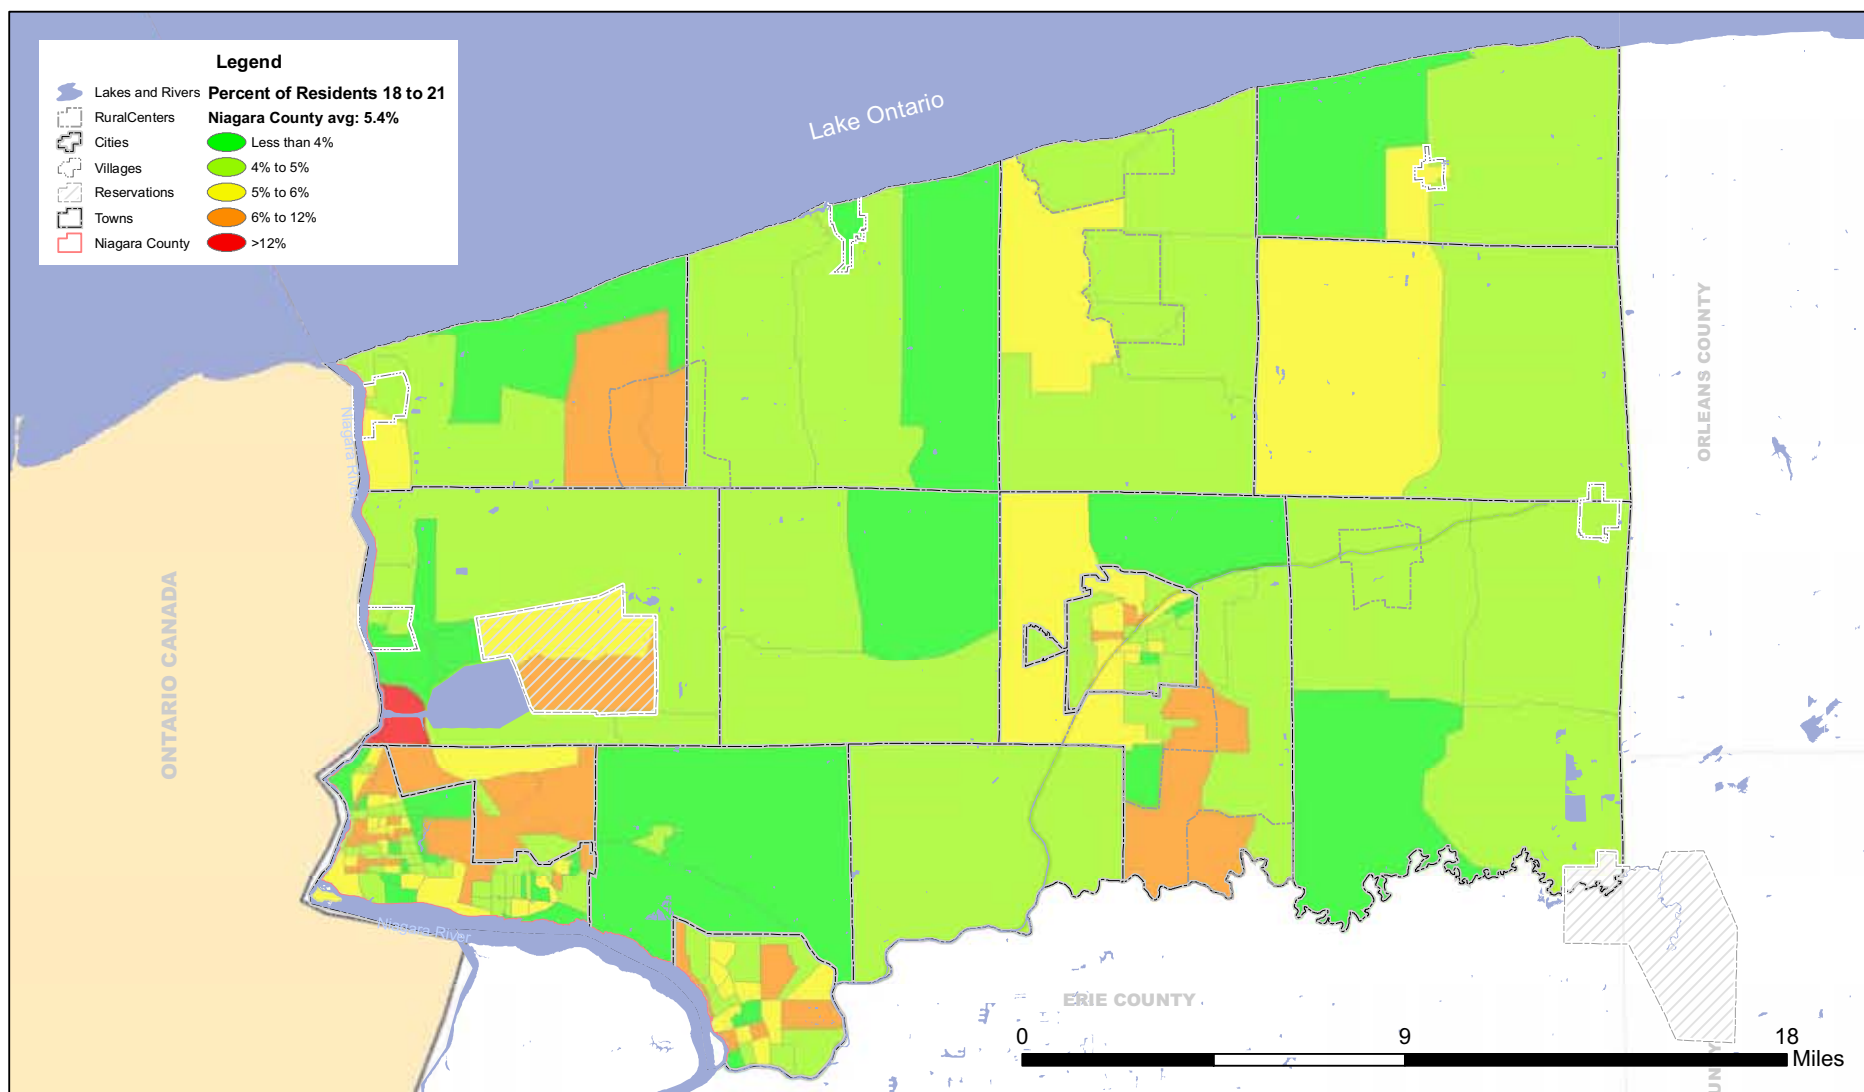 Legend
Lakes and Rivers
RuralCenters
Cities
Villages
Reservations
Towns
Niagara County
Percent of Residents 18 to 21
Niagara County avg: 5.4%
Less than 4%
4% to 5%
5% to 6%
6% to 12%
>12%
Lake Ontario
Niagara River
ORLEANS COUNTY
ONTARIO CANADA
Niagara River
ERIE COUNTY
0 9 18
Miles